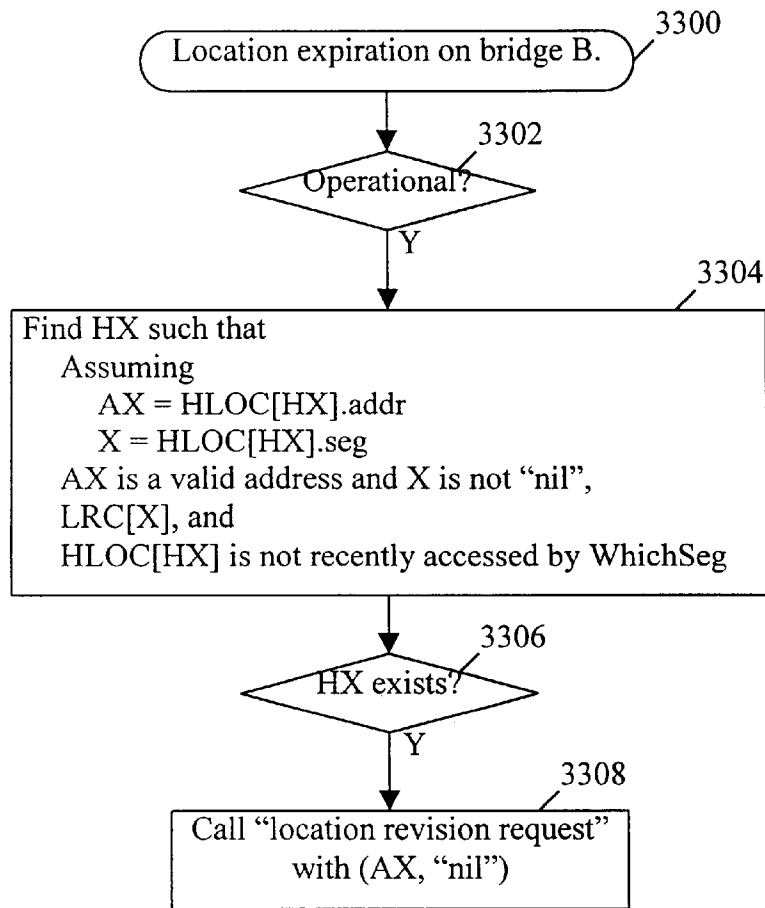 3300
Location expiration on bridge B.
3302
Operational?
Y
3304
Find HX such that
Assuming
AX = HLOC[HX].addr
X = HLOC[HX].seg
AX is a valid address and X is not “nil”,
LRC[X], and
HLOC[HX] is not recently accessed by WhichSeg
3306
HX exists?
Y
3308
Call “location revision request”
with (AX, “nil”)